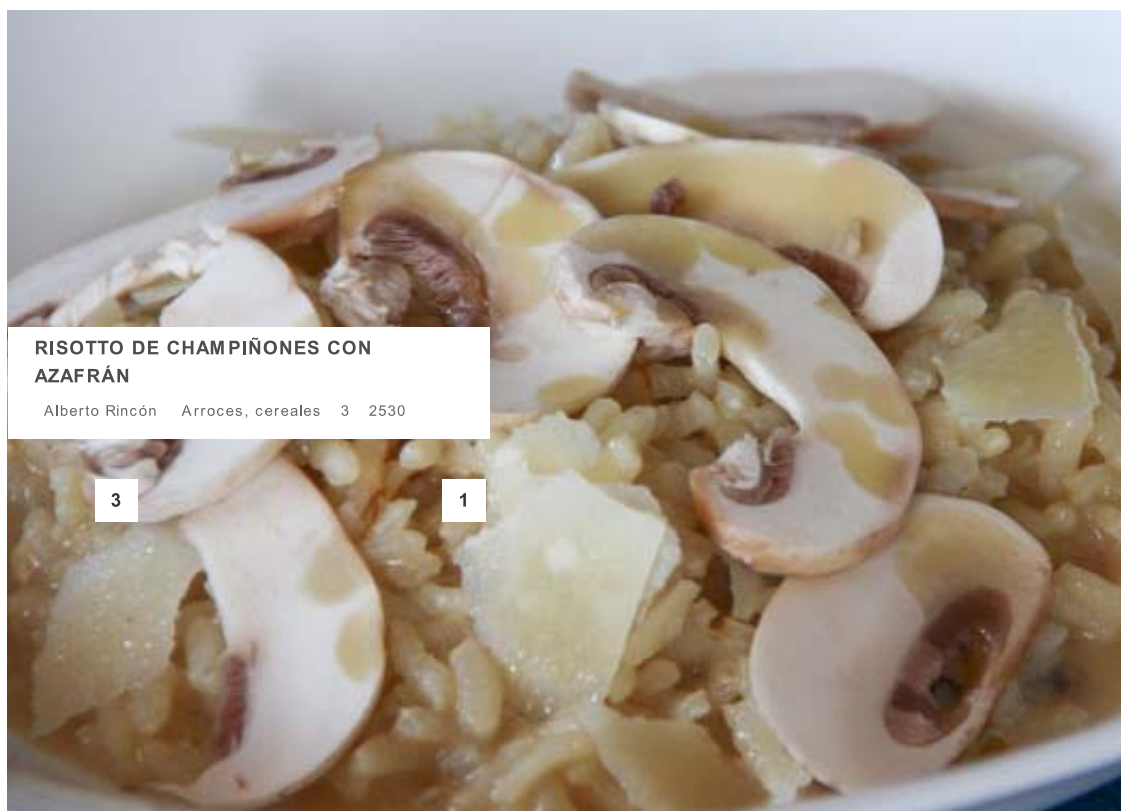 RISOTTO DE CHAMPIÑONES CON
AZAFRÁN
Alberto Rincón Arroces, cereales 3 2530
3 1